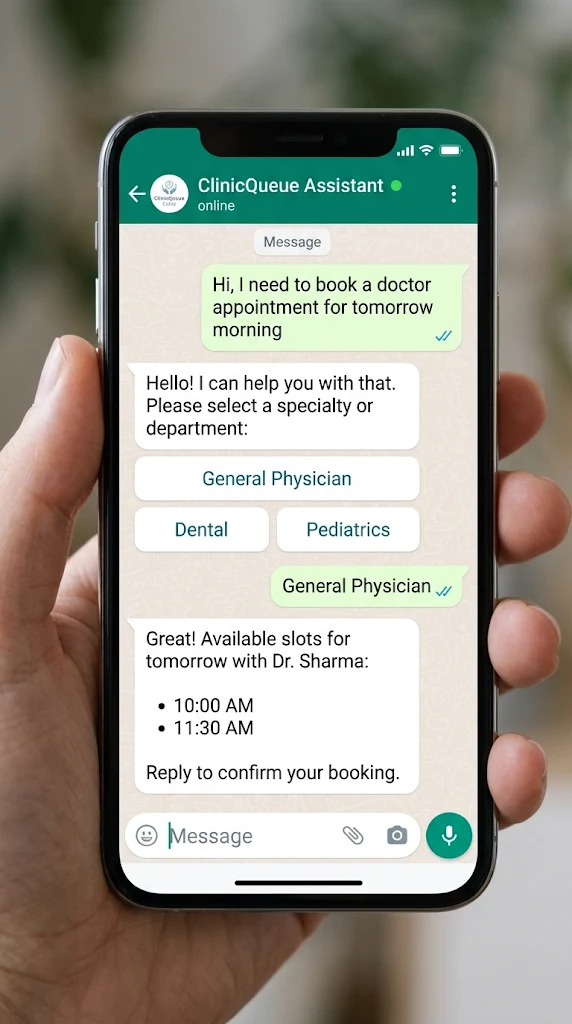 ClinicQueue Assistant
online
Message
Hi, I need to book a doctor
appointment for tomorrow
morning
Hello! I can help you with that.
Please select a specialty or
department:
General Physician
Dental
Pediatrics
General Physician
Great! Available slots for
tomorrow with Dr. Sharma:
• 10:00 AM
• 11:30 AM
Reply to confirm your booking.
Message